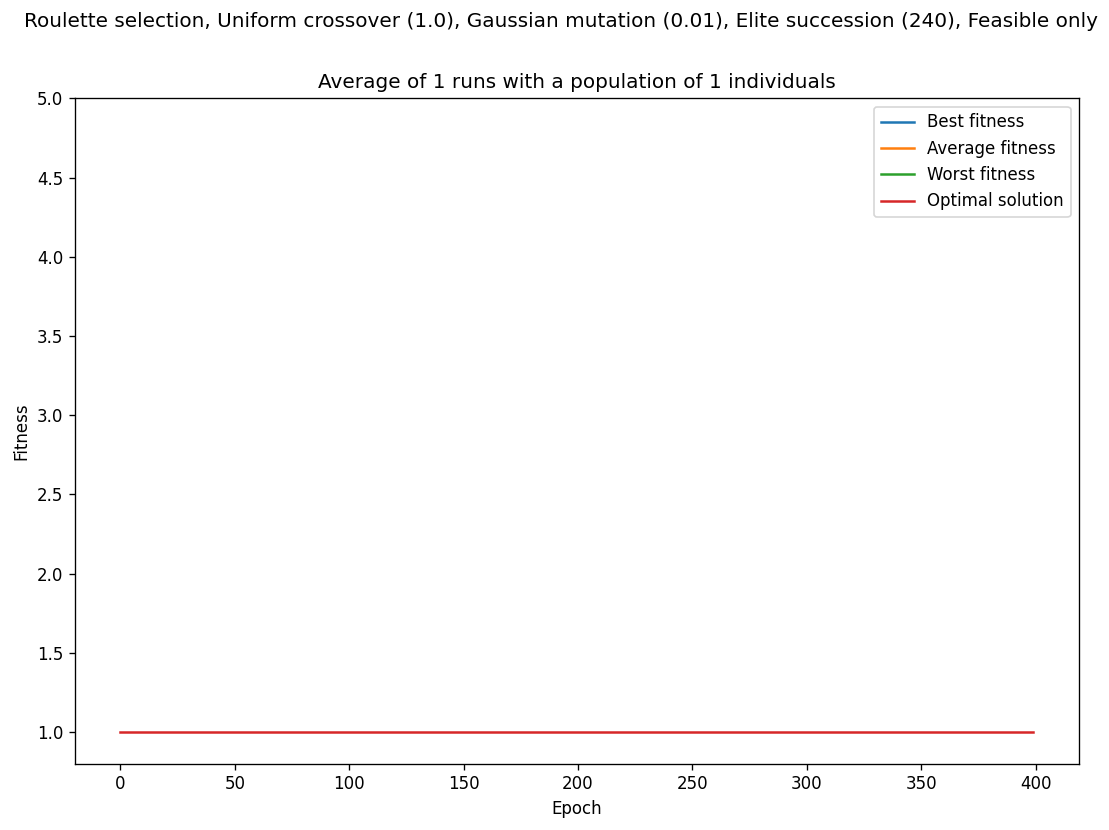 Roulette selection, Uniform crossover (1.0), Gaussian mutation (0.01), Elite succession (240), Feasible only
Average of 1 runs with a population of 1 individuals
5.0
4.5
4.0
3.5
3.0
2.5
2.0
1.5
1.0
Fitness
Best fitness
Average fitness
Worst fitness
Optimal solution
0 50 100 150 200 250 300 350 400
Epoch